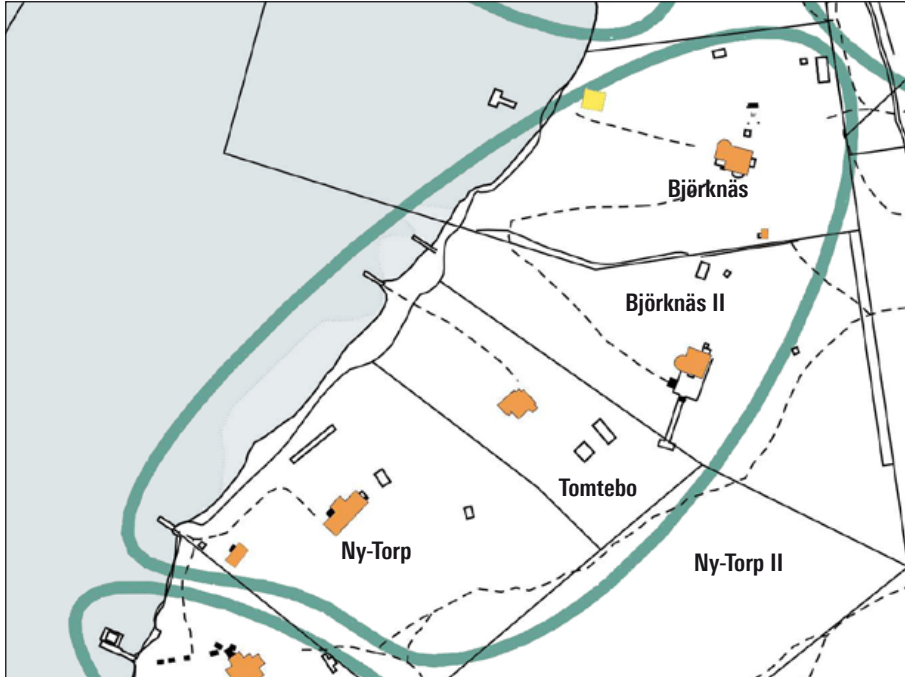 Björknäs
Björknäs II
Tomtebo
Ny-Torp
Ny-Torp II